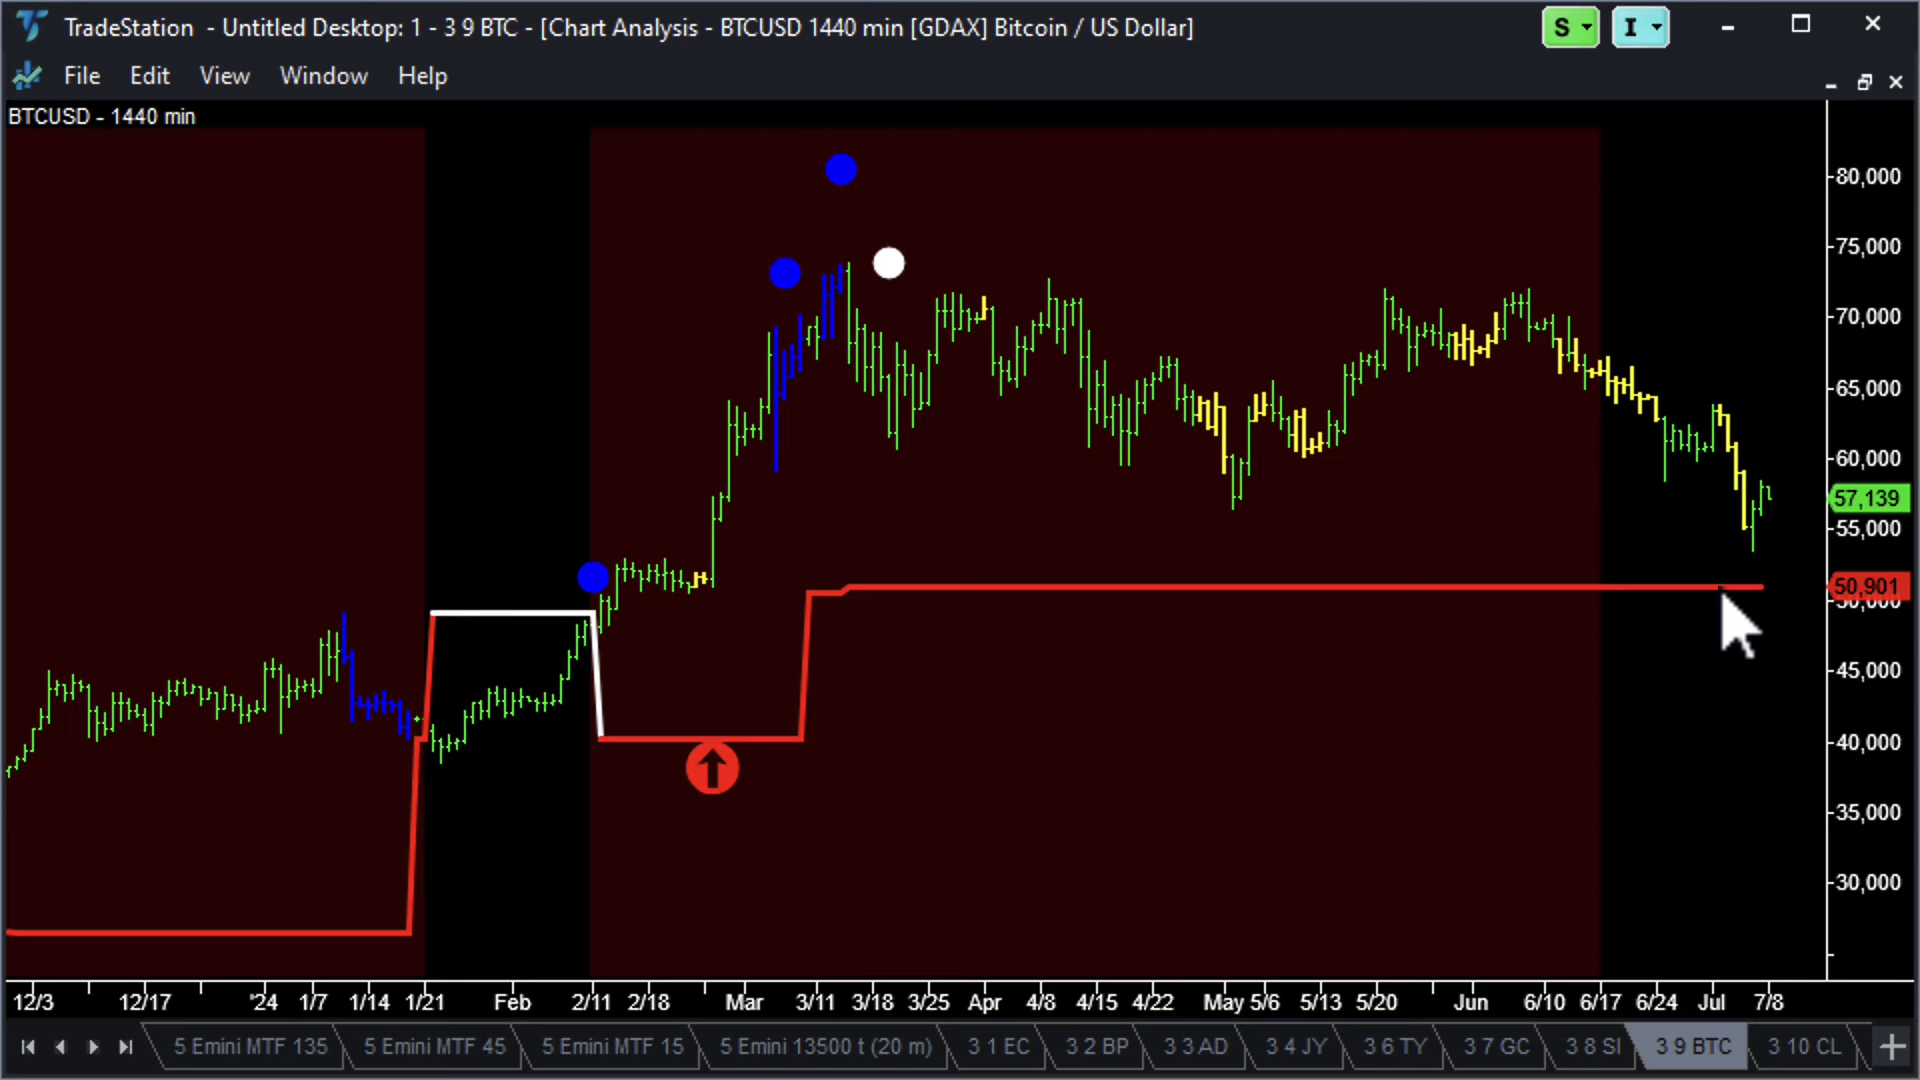 TradeStation - Untitled Desktop: 1 - 3 9 BTC - [Chart Analysis - BTCUSD 1440 min [GDAX] Bitcoin / US Dollar]
S I
File Edit View Window Help
BTCUSD - 1440 min
80,000
75,000
70,000
65,000
60,000
57,139
55,000
50,901
50,000
45,000
40,000
35,000
30,000
12/3 12/17 '24 1/7 1/14 1/21 Feb 2/11 2/18 Mar 3/11 3/18 3/25 Apr 4/8 4/15 4/22 May 5/6 5/13 5/20 Jun 6/10 6/17 6/24 Jul 7/8
5 Emini MTF 135 5 Emini MTF 45 5 Emini MTF 15 5 Emini 13500 t (20 m) 3 1 EC 3 2 BP 3 3 AD 3 4 JY 3 6 TY 3 7 GC 3 8 SI 3 9 BTC 3 10 CL